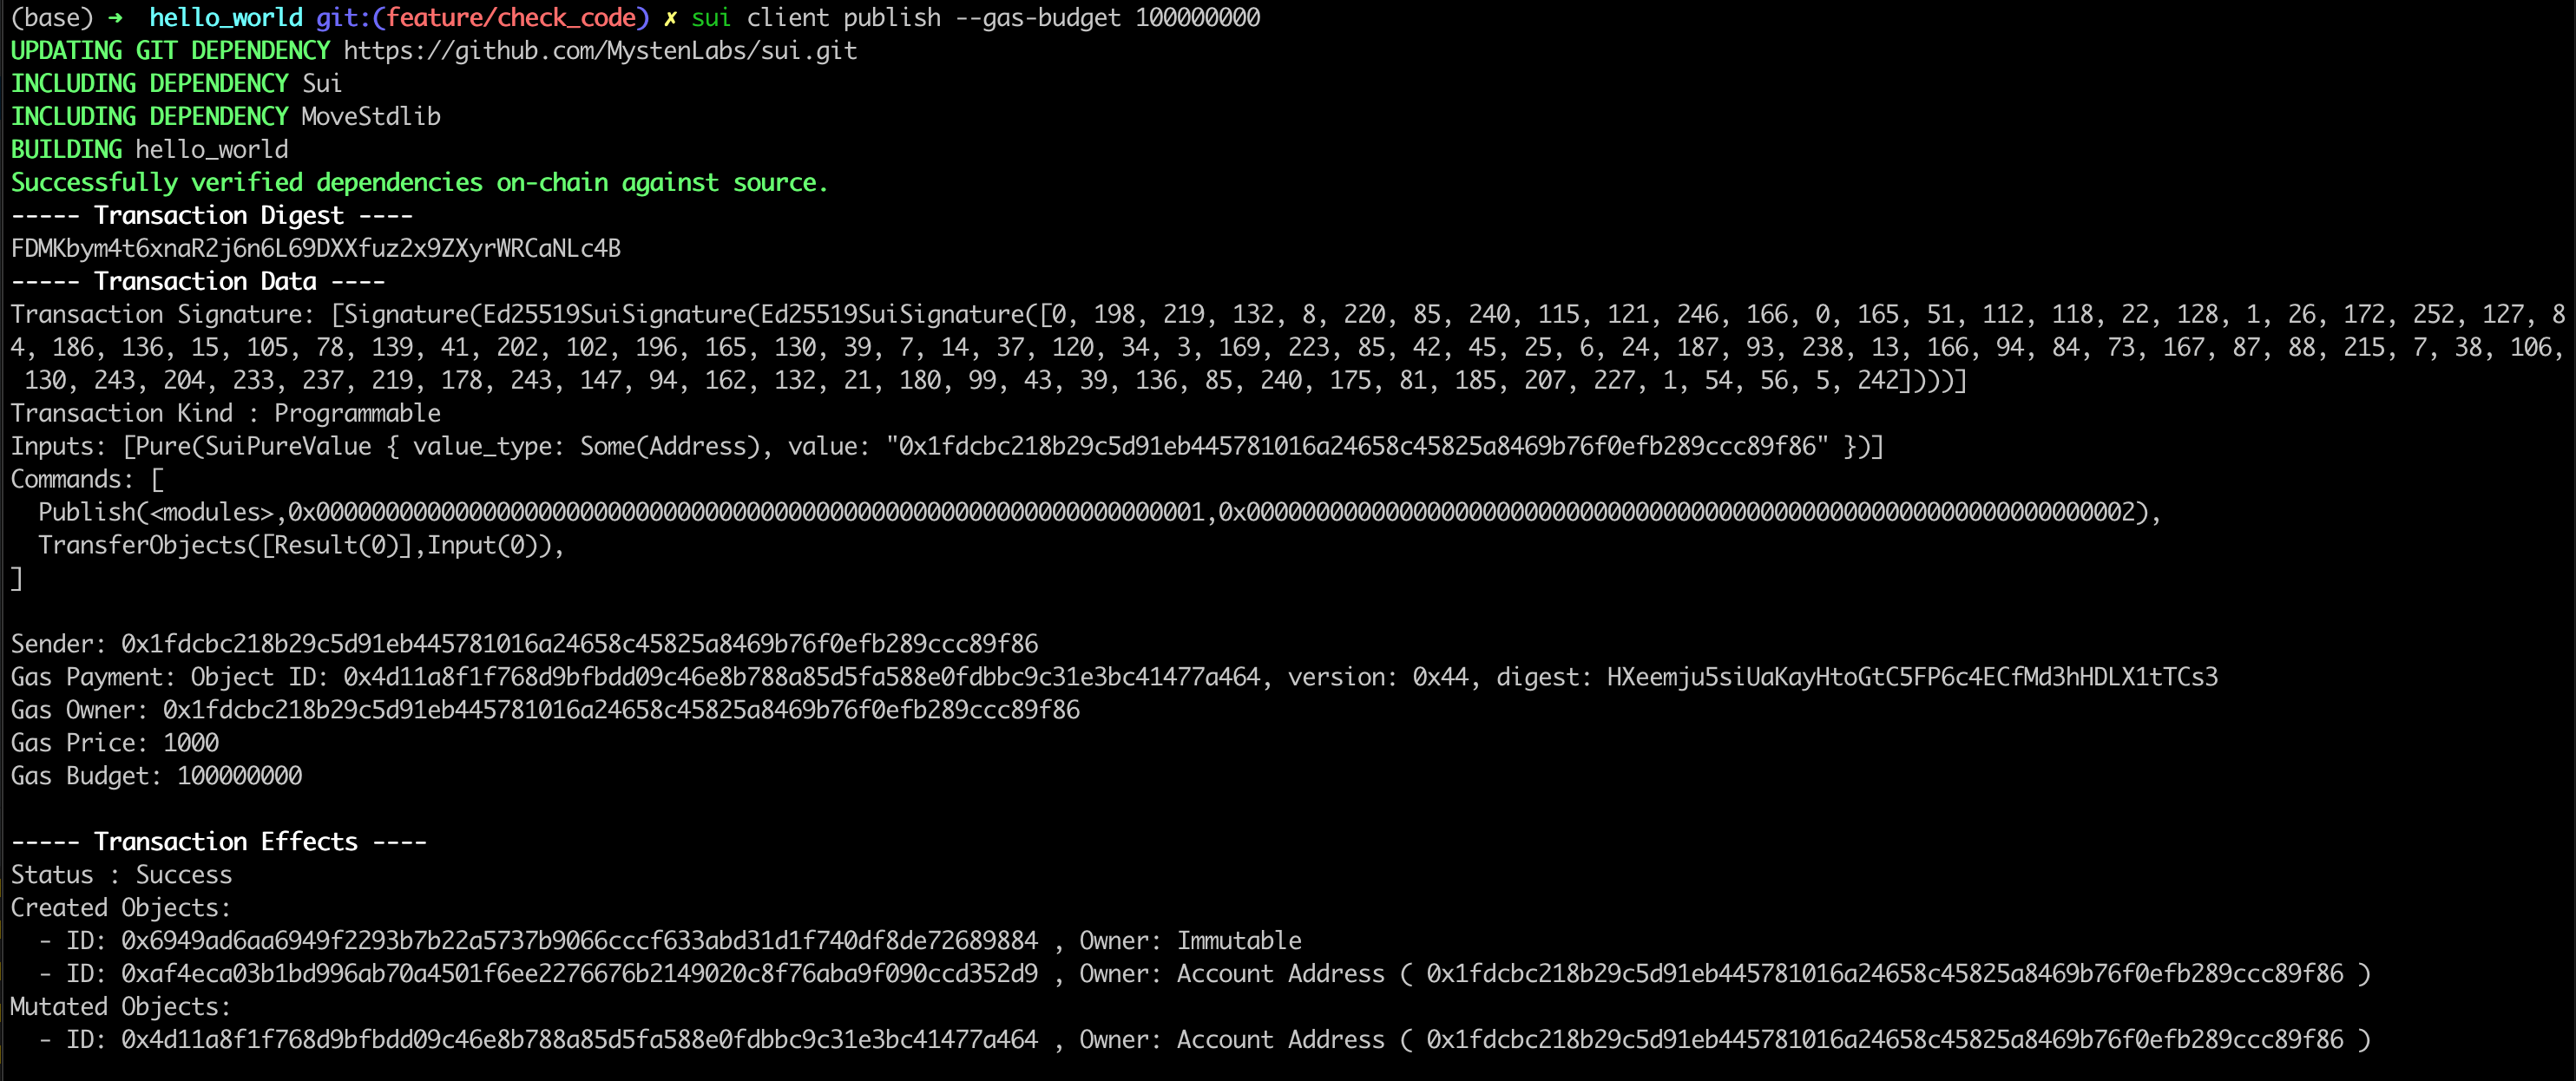 (base) ➜  hello_world git:(feature/check_code) ✗ sui client publish --gas-budget 100000000
UPDATING GIT DEPENDENCY https://github.com/MystenLabs/sui.git
INCLUDING DEPENDENCY Sui
INCLUDING DEPENDENCY MoveStdlib
BUILDING hello_world
Successfully verified dependencies on-chain against source.
----- Transaction Digest ----
FDMKbym4t6xnaR2j6n6L69DXXfuz2x9ZXyrWRCaNLc4B
----- Transaction Data ----
Transaction Signature: [Signature(Ed25519SuiSignature(Ed25519SuiSignature([0, 198, 219, 132, 8, 220, 85, 240, 115, 121, 246, 166, 0, 165, 51, 112, 118, 22, 128, 1, 26, 172, 252, 127, 8
4, 186, 136, 15, 105, 78, 139, 41, 202, 102, 196, 165, 130, 39, 7, 14, 37, 120, 34, 3, 169, 223, 85, 42, 45, 25, 6, 24, 187, 93, 238, 13, 166, 94, 84, 73, 167, 87, 88, 215, 7, 38, 106,
 130, 243, 204, 233, 237, 219, 178, 243, 147, 94, 162, 132, 21, 180, 99, 43, 39, 136, 85, 240, 175, 81, 185, 207, 227, 1, 54, 56, 5, 242])))]
Transaction Kind : Programmable
Inputs: [Pure(SuiPureValue { value_type: Some(Address), value: "0x1fdcbc218b29c5d91eb445781016a24658c45825a8469b76f0efb289ccc89f86" })]
Commands: [
  Publish(<modules>,0x0000000000000000000000000000000000000000000000000000000000000001,0x0000000000000000000000000000000000000000000000000000000000000002),
  TransferObjects([Result(0)],Input(0)),
]
Sender: 0x1fdcbc218b29c5d91eb445781016a24658c45825a8469b76f0efb289ccc89f86
Gas Payment: Object ID: 0x4d11a8f1f768d9bfbdd09c46e8b788a85d5fa588e0fdbbc9c31e3bc41477a464, version: 0x44, digest: HXeemju5siUaKayHtoGtC5FP6c4ECfMd3hHDLX1tTCs3
Gas Owner: 0x1fdcbc218b29c5d91eb445781016a24658c45825a8469b76f0efb289ccc89f86
Gas Price: 1000
Gas Budget: 100000000
----- Transaction Effects ----
Status : Success
Created Objects:
  - ID: 0x6949ad6aa6949f2293b7b22a5737b9066cccf633abd31d1f740df8de72689884 , Owner: Immutable
  - ID: 0xaf4eca03b1bd996ab70a4501f6ee2276676b2149020c8f76aba9f090ccd352d9 , Owner: Account Address ( 0x1fdcbc218b29c5d91eb445781016a24658c45825a8469b76f0efb289ccc89f86 )
Mutated Objects:
  - ID: 0x4d11a8f1f768d9bfbdd09c46e8b788a85d5fa588e0fdbbc9c31e3bc41477a464 , Owner: Account Address ( 0x1fdcbc218b29c5d91eb445781016a24658c45825a8469b76f0efb289ccc89f86 )